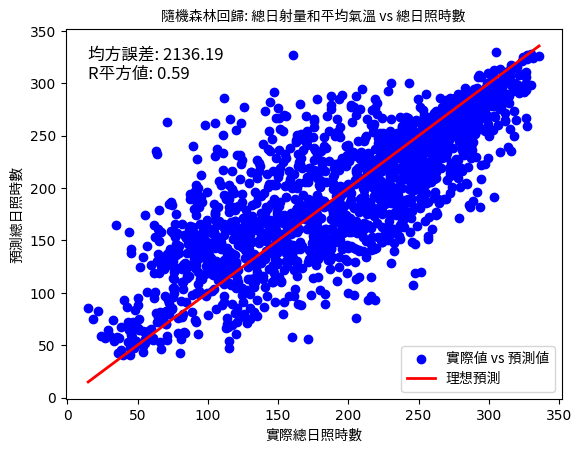 隨機森林回歸: 總日射量和平均氣溫 vs 總日照時數
350
300
250
200
150
100
50
0
預測總日照時數
均方誤差: 2136.19
R平方值: 0.59
實際值 vs 預測值
理想預測
0 50 100 150 200 250 300 350
實際總日照時數